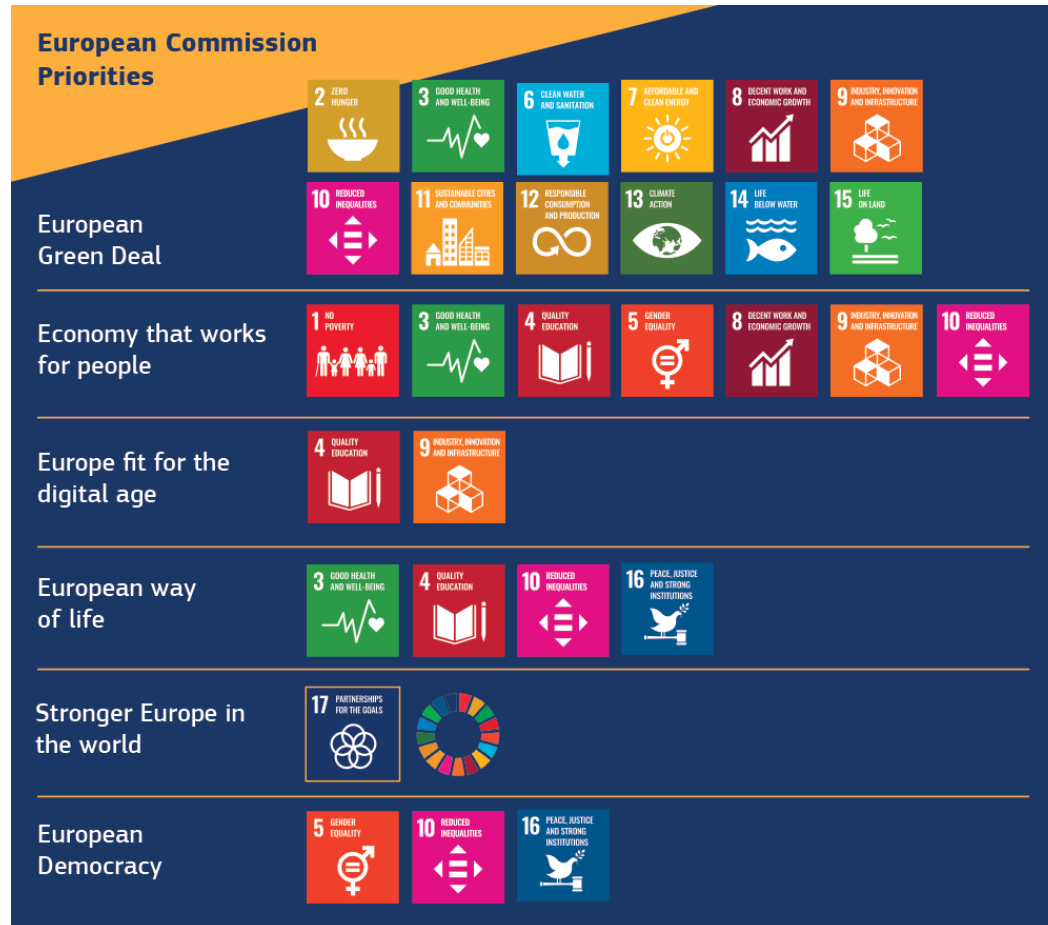 European Commission
Priorities
2 ZERO
HUNGER
3 GOOD HEALTH
AND WELL-BEING
6 CLEAN WATER
AND SANITATION
7 AFFORDABLE AND
CLEAN ENERGY
8 DECENT WORK AND
ECONOMIC GROWTH
9 INDUSTRY, INNOVATION
AND INFRASTRUCTURE
European
Green Deal
10 REDUCED
INEQUALITIES
11 SUSTAINABLE CITIES
AND COMMUNITIES
12 RESPONSIBLE
CONSUMPTION
AND PRODUCTION
13 CLIMATE
ACTION
14 LIFE
BELOW WATER
15 LIFE
ON LAND
Economy that works
for people
1 NO
POVERTY
3 GOOD HEALTH
AND WELL-BEING
4 QUALITY
EDUCATION
5 GENDER
EQUALITY
8 DECENT WORK AND
ECONOMIC GROWTH
9 INDUSTRY, INNOVATION
AND INFRASTRUCTURE
10 REDUCED
INEQUALITIES
Europe fit for the
digital age
4 QUALITY
EDUCATION
9 INDUSTRY, INNOVATION
AND INFRASTRUCTURE
European way
of life
3 GOOD HEALTH
AND WELL-BEING
4 QUALITY
EDUCATION
10 REDUCED
INEQUALITIES
16 PEACE, JUSTICE
AND STRONG
INSTITUTIONS
Stronger Europe in
the world
17 PARTNERSHIPS
FOR THE GOALS
European
Democracy
5 GENDER
EQUALITY
10 REDUCED
INEQUALITIES
16 PEACE, JUSTICE
AND STRONG
INSTITUTIONS